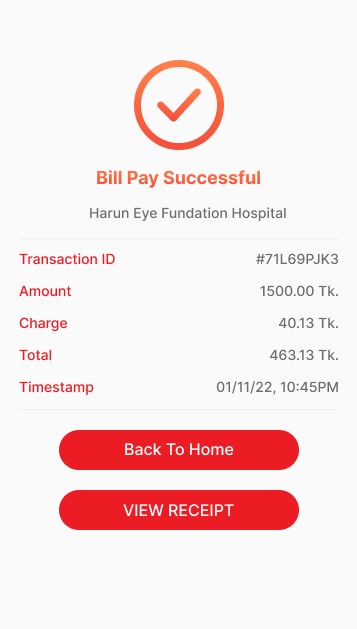 Bill Pay Successful
Harun Eye Fundation Hospital
Transaction ID #71L69PJK3
Amount 1500.00 Tk.
Charge 40.13 Tk.
Total 463.13 Tk.
Timestamp 01/11/22, 10:45PM
Back To Home
VIEW RECEIPT